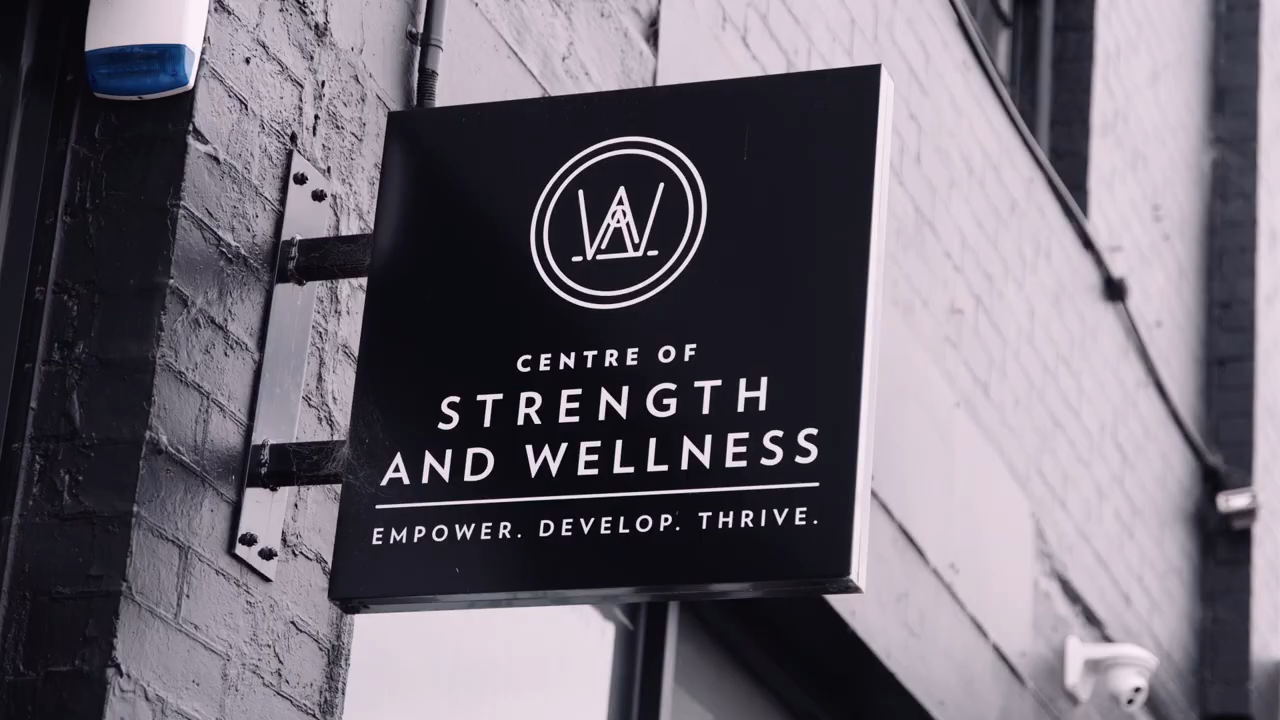 CENTRE OF
STRENGTH
AND WELLNESS
EMPOWER. DEVELOP. THRIVE.